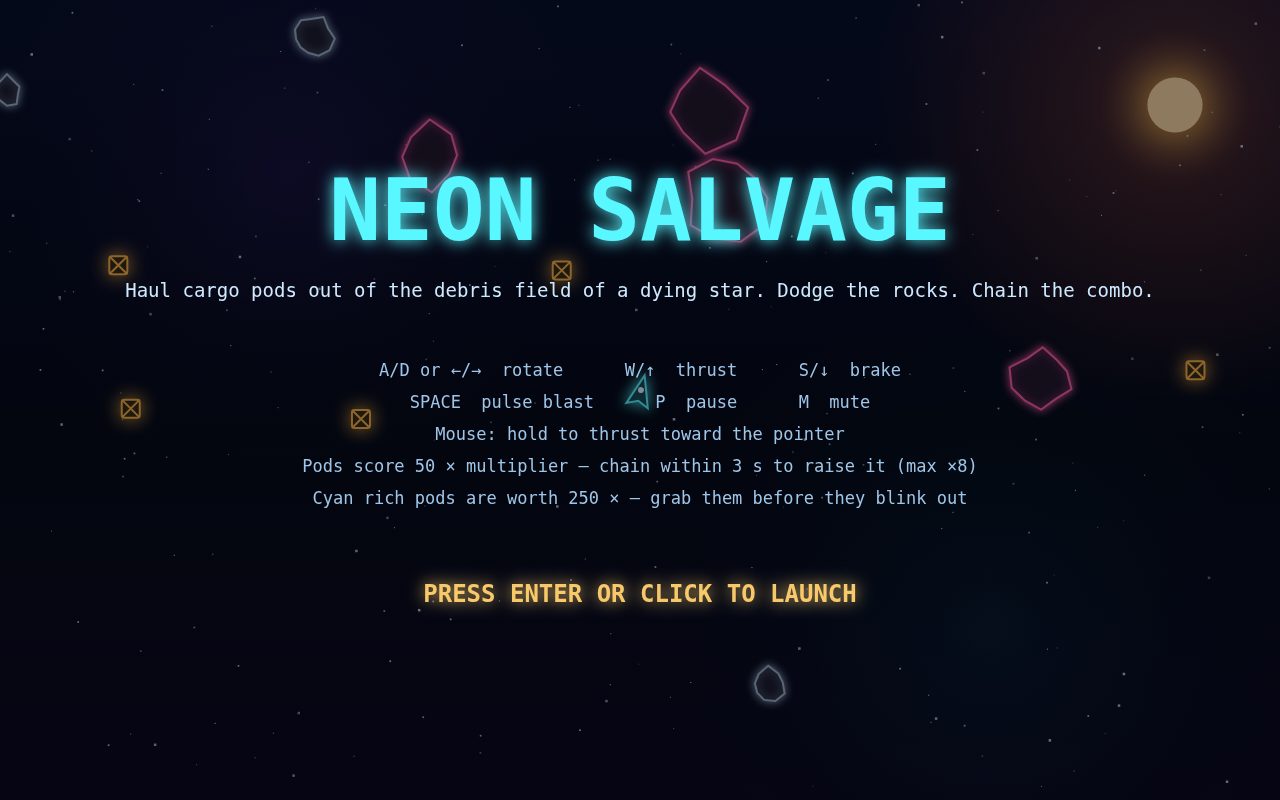 NEON SALVAGE
Haul cargo pods out of the debris field of a dying star. Dodge the rocks. Chain the combo.
A/D or ←/→  rotate      W/↑  thrust      S/↓  brake
SPACE  pulse blast      P  pause      M  mute
Mouse: hold to thrust toward the pointer
Pods score 50 × multiplier — chain within 3 s to raise it (max ×8)
Cyan rich pods are worth 250 × — grab them before they blink out
PRESS ENTER OR CLICK TO LAUNCH